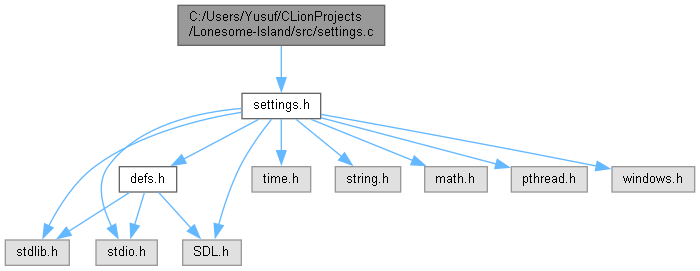 C:/Users/Yusuf/CLionProjects
/Lonesome-Island/src/settings.c
settings.h
defs.h
time.h
string.h
math.h
pthread.h
windows.h
stdlib.h
stdio.h
SDL.h